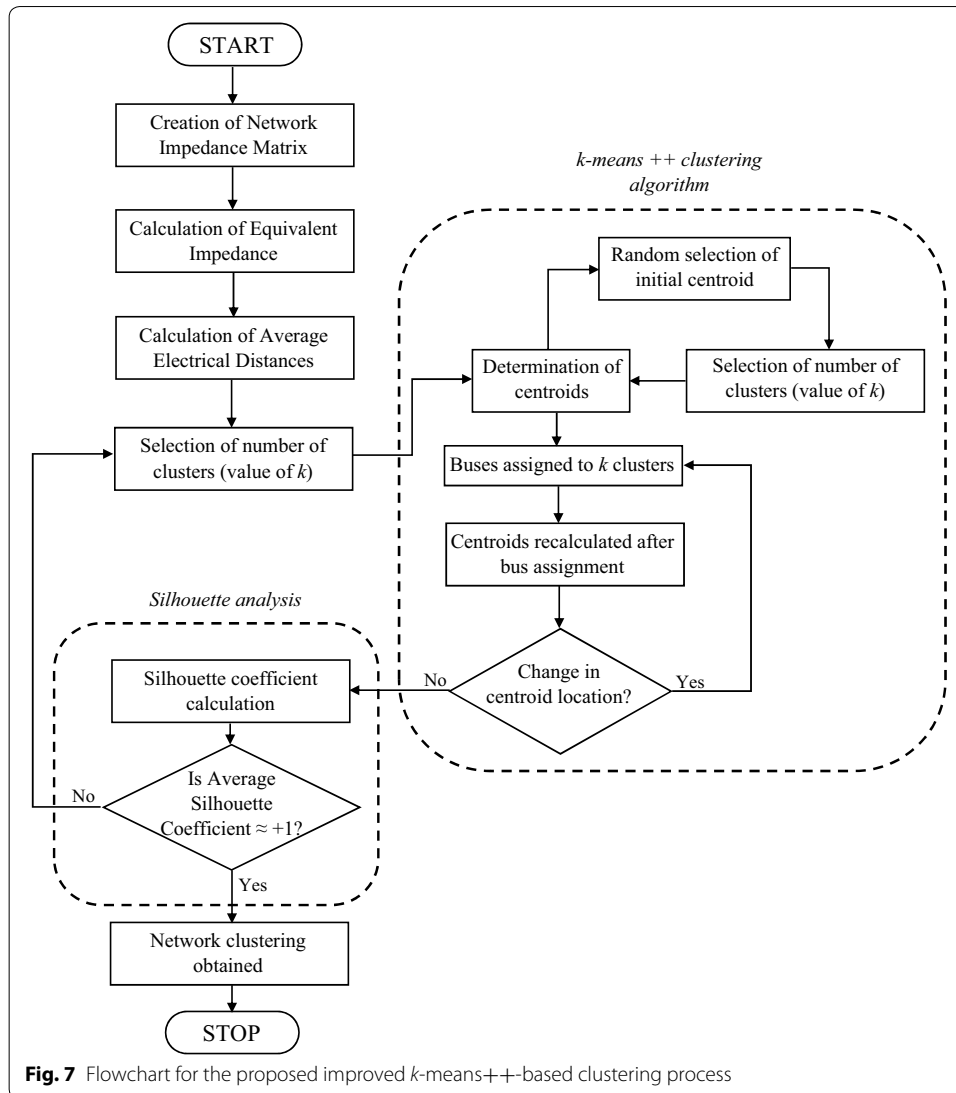 START
Creation of Network
Impedance Matrix
Calculation of Equivalent
Impedance
Calculation of Average
Electrical Distances
Selection of number of
clusters (value of k)
k-means ++ clustering
algorithm
Random selection of
initial centroid
Determination of
centroids
Selection of number of
clusters (value of k)
Buses assigned to k clusters
Centroids recalculated after
bus assignment
Change in
centroid location?
No
Yes
Silhouette analysis
Silhouette coefficient
calculation
Is Average
Silhouette
Coefficient ≈ +1?
No
Yes
Network clustering
obtained
STOP
Fig. 7 Flowchart for the proposed improved k-means++-based clustering process